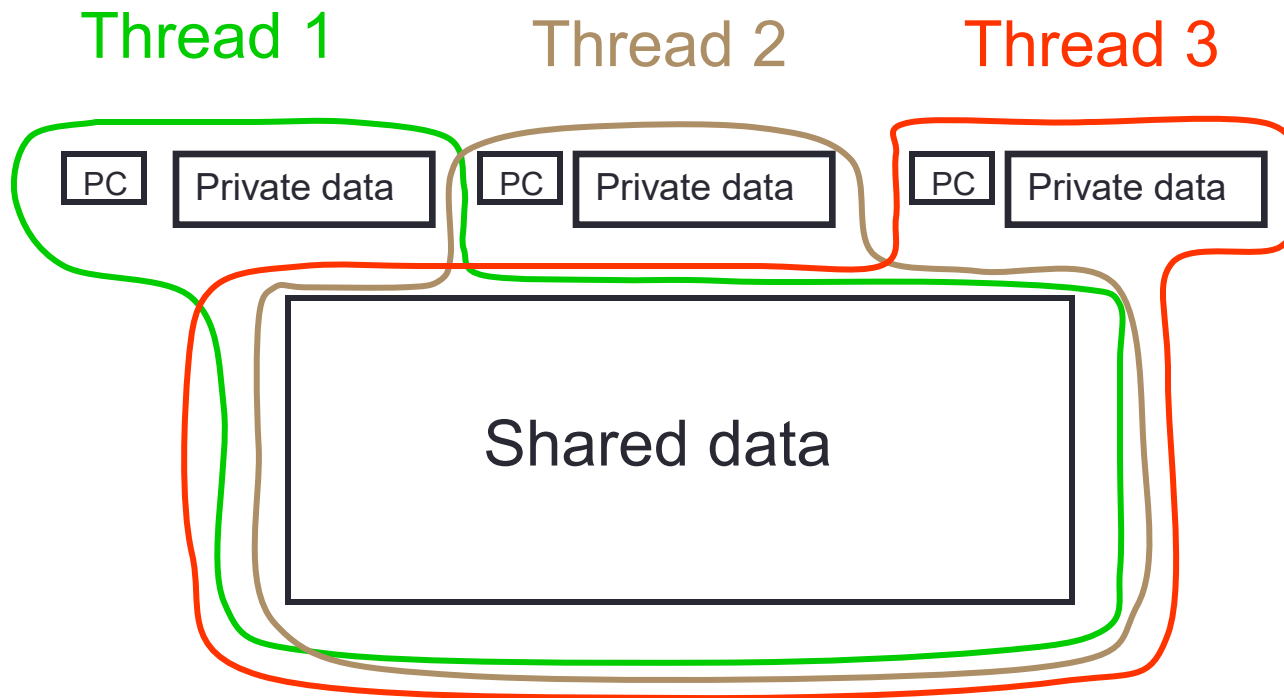 Thread 1 Thread 2 Thread 3
PC Private data PC Private data PC Private data
Shared data